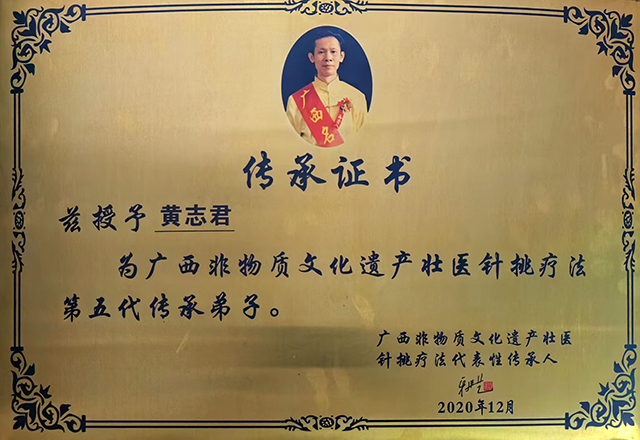 广西名
传承证书
兹授予 黄志君
为广西非物质文化遗产壮医针挑疗法
第五代传承弟子。
广西非物质文化遗产壮医
针挑疗法代表性传承人
2020年12月